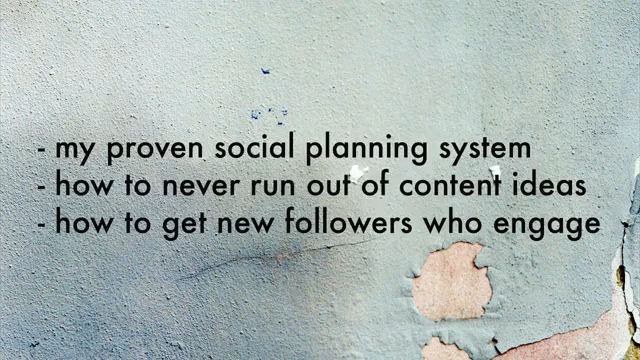 - my proven social planning system
- how to never run out of content ideas
- how to get new followers who engage